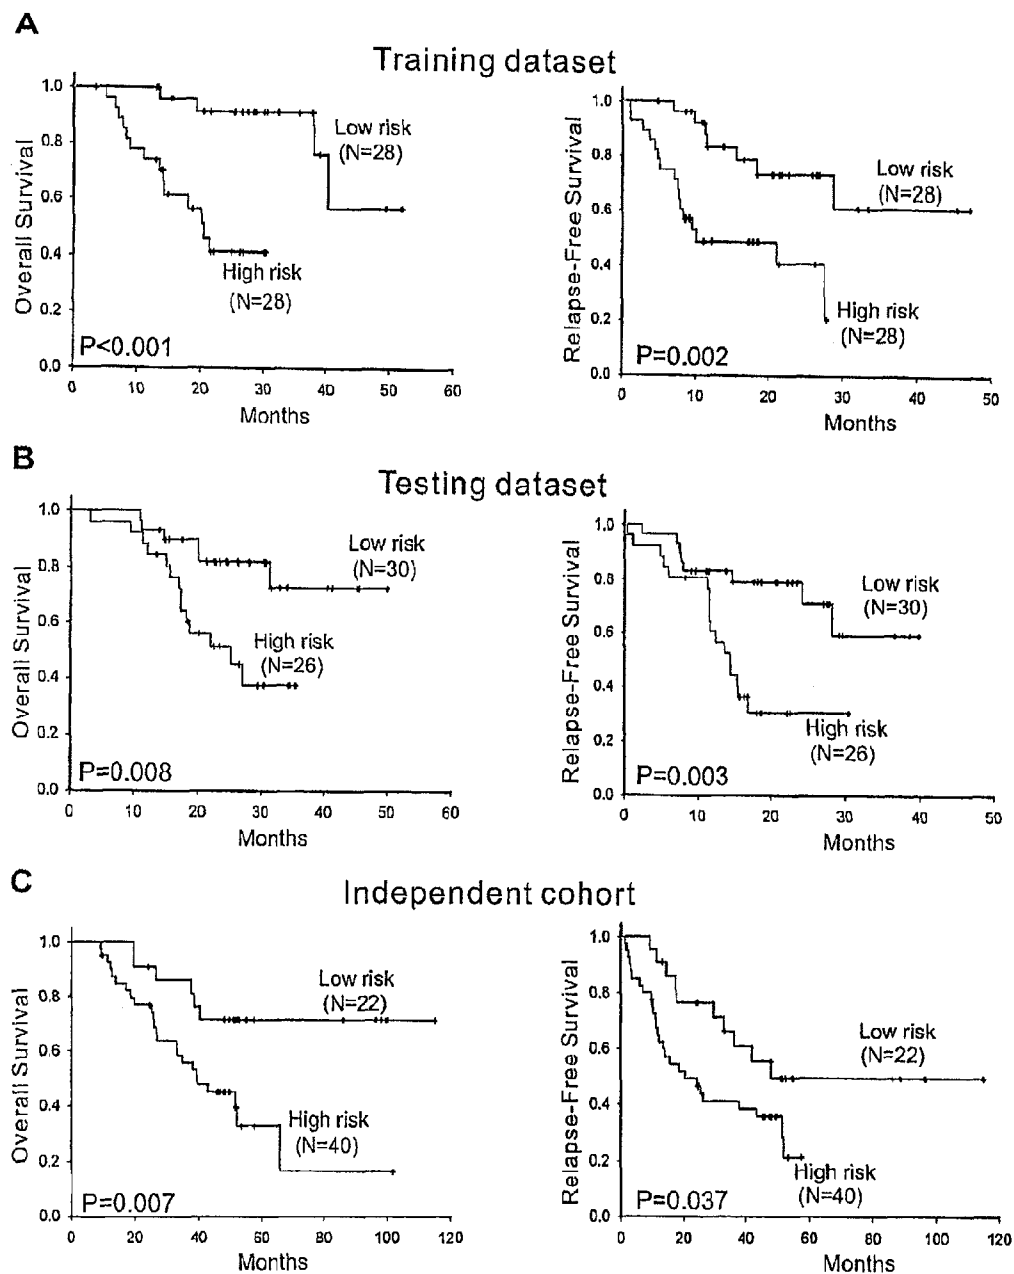 A
Training dataset
Overall Survival
1.0
0.8
0.6
0.4
0.2
0.0
Low risk
(N=28)
High risk
(N=28)
P<0.001
0 10 20 30 40 50 60
Months
Relapse-Free Survival
1.0
0.8
0.6
0.4
0.2
0.0
Low risk
(N=28)
High risk
(N=28)
P=0.002
0 10 20 30 40 50
Months
B
Testing dataset
Overall Survival
1.0
0.8
0.6
0.4
0.2
0.0
Low risk
(N=30)
High risk
(N=26)
P=0.008
0 10 20 30 40 50 60
Months
Relapse-Free Survival
1.0
0.8
0.6
0.4
0.2
0.0
Low risk
(N=30)
High risk
(N=26)
P=0.003
0 10 20 30 40 50
Months
C
Independent cohort
Overall Survival
1.0
0.8
0.6
0.4
0.2
0.0
Low risk
(N=22)
High risk
(N=40)
P=0.007
0 20 40 60 80 100 120
Months
Relapse-Free Survival
1.0
0.8
0.6
0.4
0.2
0.0
Low risk
(N=22)
High risk
(N=40)
P=0.037
0 20 40 60 80 100 120
Months